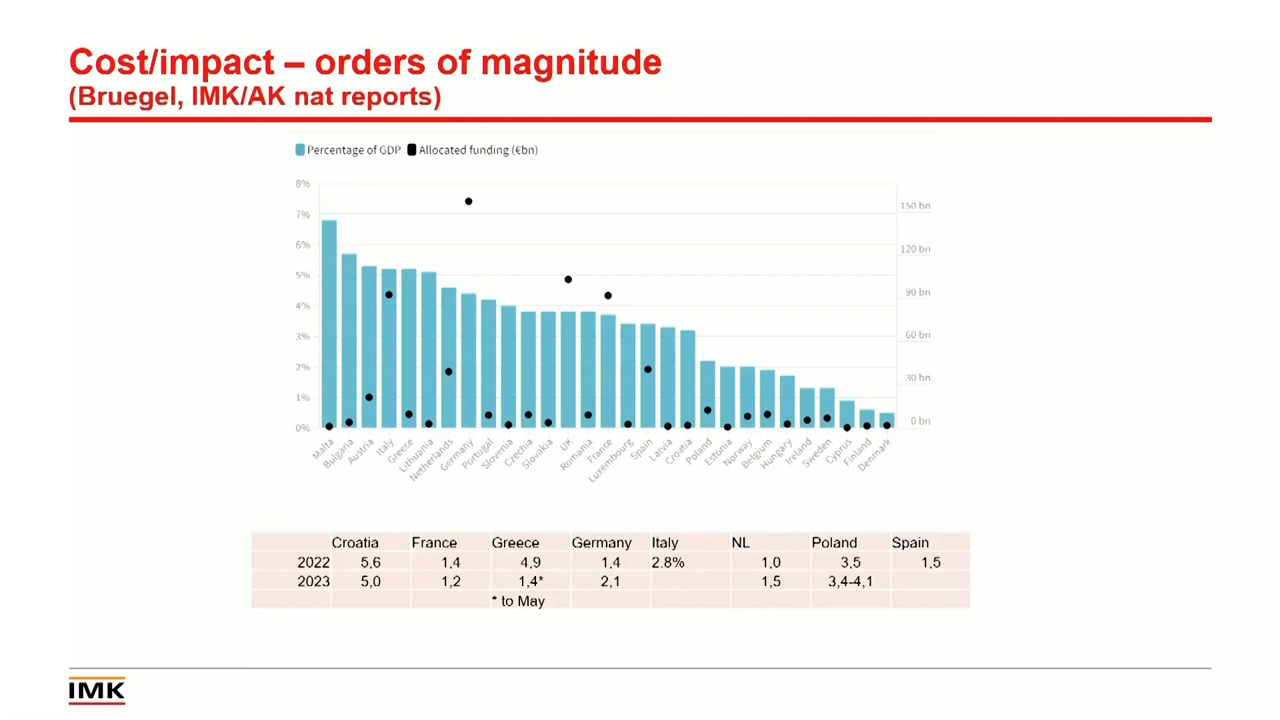 Cost/impact – orders of magnitude
(Bruegel, IMK/AK nat reports)
Percentage of GDP Allocated funding (€bn)
8%
7%
6%
5%
4%
3%
2%
1%
0%
150 bn
120 bn
90 bn
60 bn
30 bn
0 bn
Malta Bulgaria Austria Italy Greece Lithuania Netherlands Germany Portugal Slovenia Czechia Slovakia UK Romania France Luxembourg Spain Latvia Croatia Poland Estonia Norway Belgium Hungary Ireland Sweden Cyprus Finland Denmark
Croatia France Greece Germany Italy NL Poland Spain
2022 5,6 1,4 4,9 1,4 2.8% 1,0 3,5 1,5
2023 5,0 1,2 1,4* 2,1 1,5 3,4-4,1
* to May
IMK